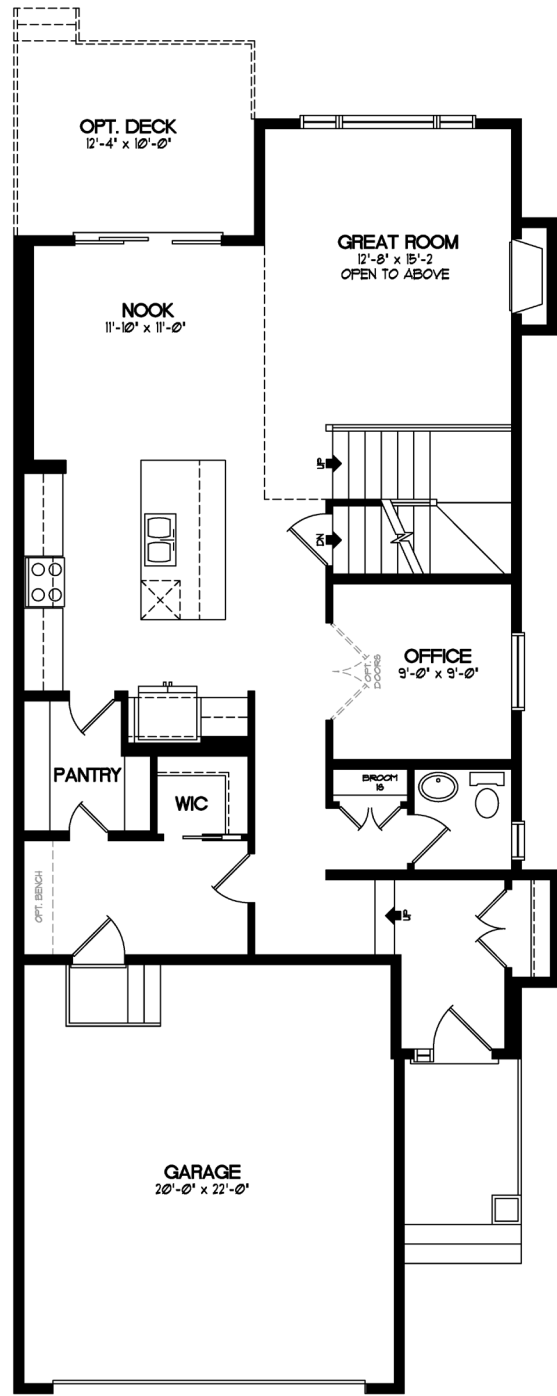 OPT. DECK
12'-4" x 10'-0"
GREAT ROOM
12'-8" x 15'-2
OPEN TO ABOVE
NOOK
11'-10" x 11'-0"
UP
DN
OFFICE
9'-0" x 9'-0"
OPT.
DOORS
PANTRY
WIC
BROOM
16
OPT. BENCH
UP
GARAGE
20'-0" x 22'-0"